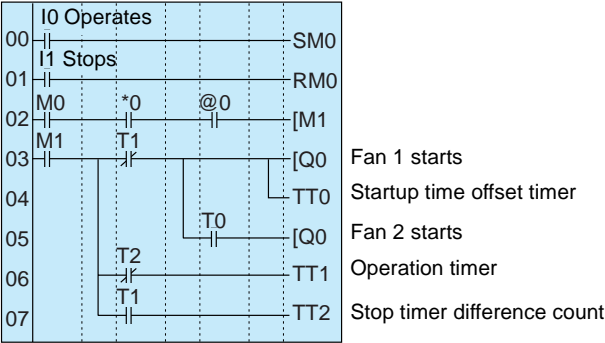 I0 Operates
00 SM0
I1 Stops
01 RM0
M0 *0 @0
02 [M1
M1 T1
03 [Q0 Fan 1 starts
04 TT0 Startup time offset timer
T0
05 [Q0 Fan 2 starts
T2
06 TT1 Operation timer
T1
07 TT2 Stop timer difference count